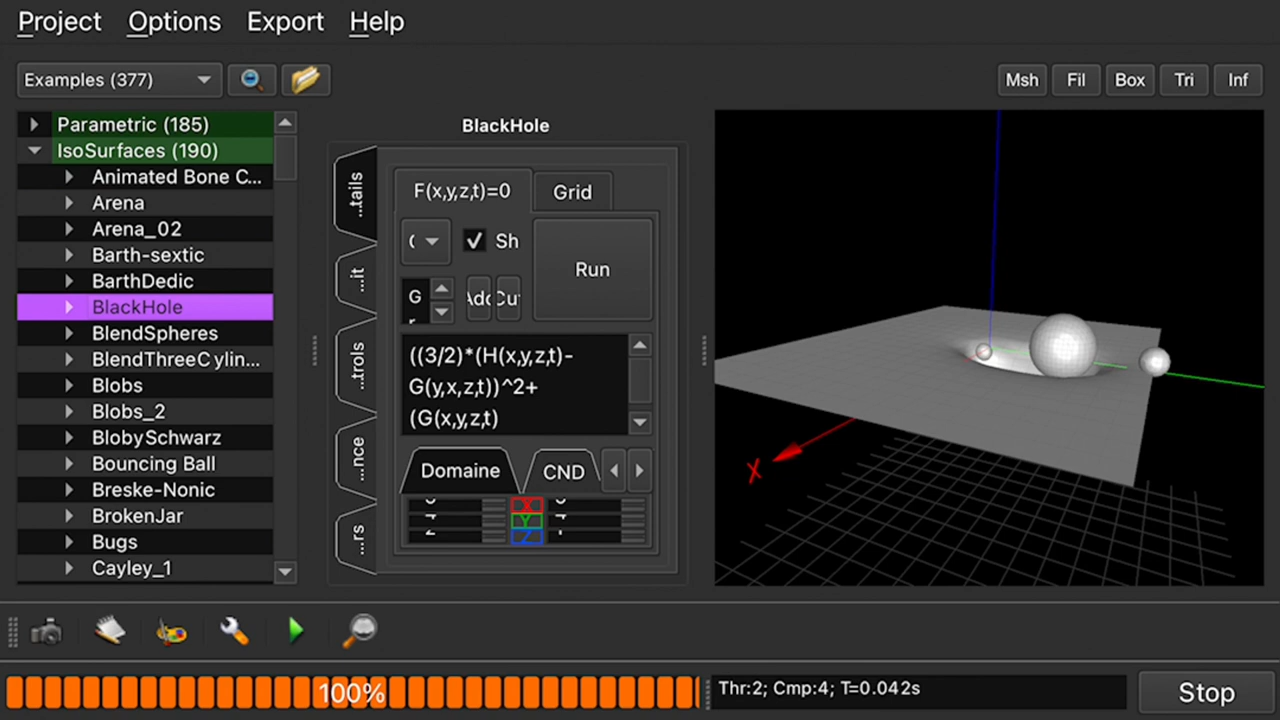 Project Options Export Help
Examples (377)
Msh Fil Box Tri Inf
Parametric (185)
IsoSurfaces (190)
Animated Bone C...
Arena
Arena_02
Barth-sextic
BarthDedic
BlackHole
BlendSpheres
BlendThreeCylin...
Blobs
Blobs_2
BlobySchwarz
Bouncing Ball
Breske-Nonic
BrokenJar
Bugs
Cayley_1
BlackHole
...tails
...it
...trols
...nce
...rs
F(x,y,z,t)=0 Grid
Sh
Run
((3/2)*(H(x,y,z,t)-
G(y,x,z,t))^2+
(G(x,y,z,t)
Domaine CND
X
Y
Z
X
100%
Thr:2; Cmp:4; T=0.042s
Stop